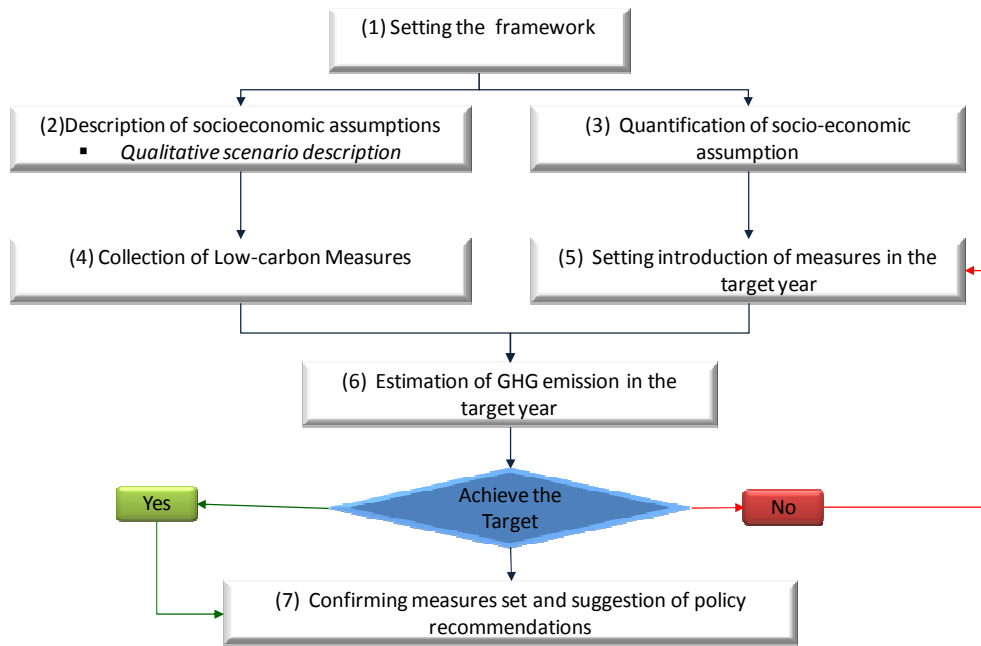 (1) Setting the framework
(2)Description of socioeconomic assumptions
▪ Qualitative scenario description
(3) Quantification of socio-economic
assumption
(4) Collection of Low-carbon Measures
(5) Setting introduction of measures in the
target year
(6) Estimation of GHG emission in the
target year
Achieve the
Target
Yes
No
(7) Confirming measures set and suggestion of policy
recommendations